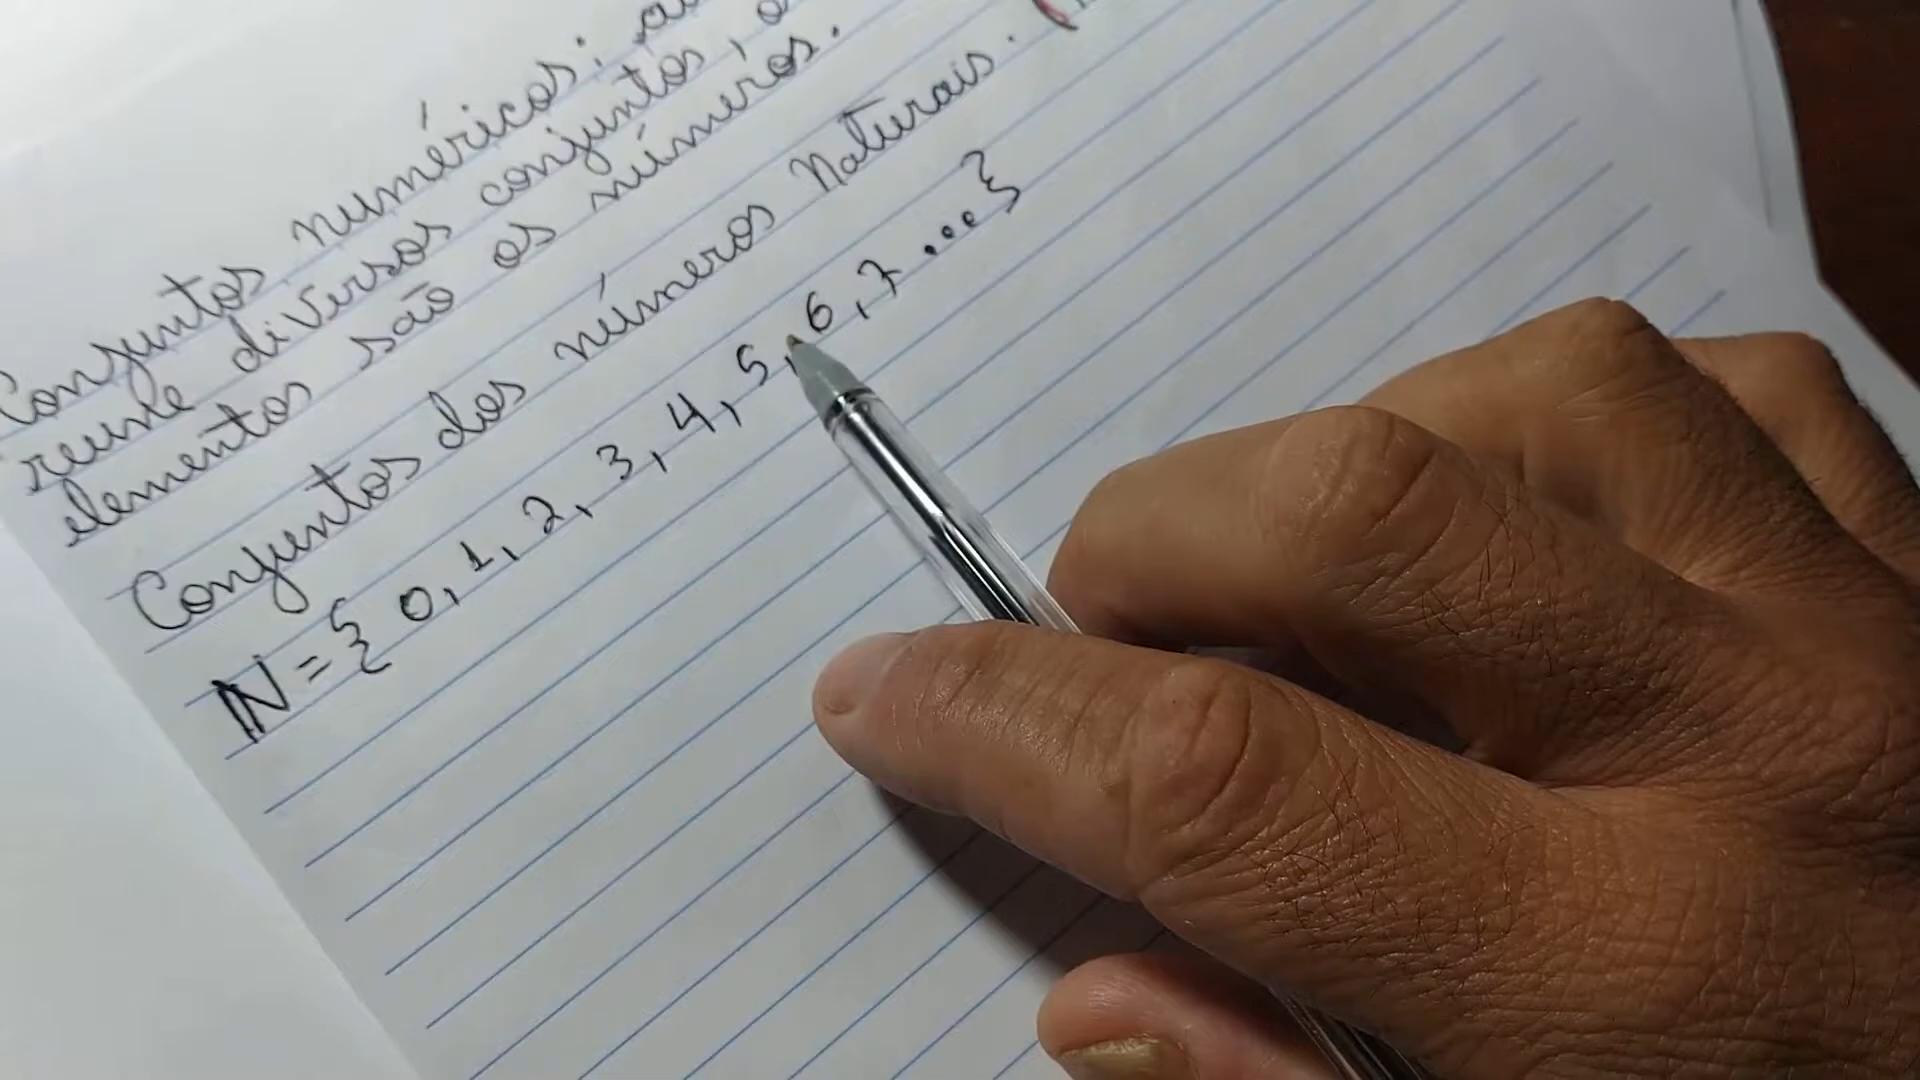 Conjuntos numéricos:
reune diversos conjuntos,
elementos são os números.
Conjuntos dos números Naturais. (
N = { 0, 1, 2, 3, 4, 5, 6, 7 ... }